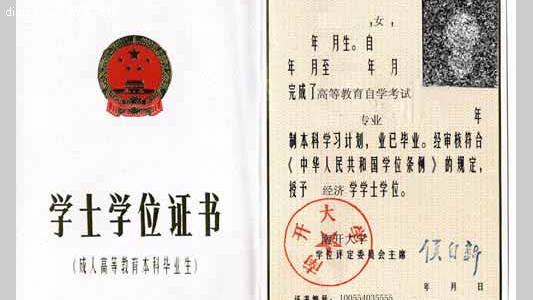 学士学位证书
(成人高等教育本科毕业生)
,女,
年 月生。自
年 月至 年 月
完成了高等教育自学考试
专业 年
制本科学习计划,业已毕业。经审核符合
《中华人民共和国学位条例》的规定,
授予 经济 学学士学位。
南开大学
南开大学
学位评定委员会主席
年 月 日
证书编号: 100554035555